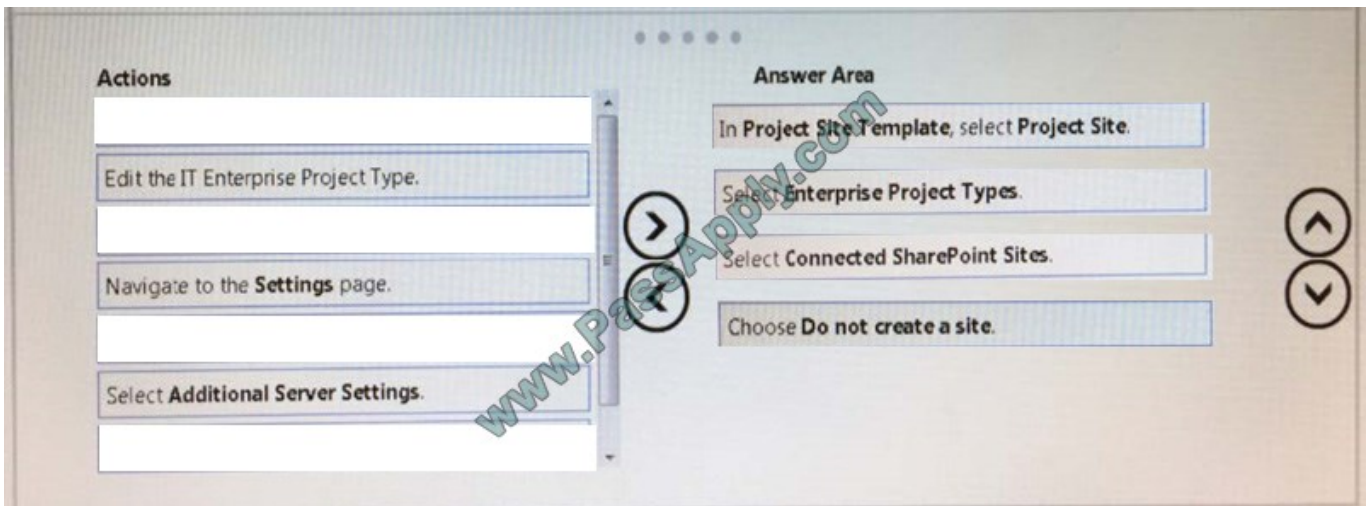 Actions
Edit the IT Enterprise Project Type.
Navigate to the Settings page.
Select Additional Server Settings.
Answer Area
In Project Site Template, select Project Site.
Select Enterprise Project Types.
Select Connected SharePoint Sites.
Choose Do not create a site.
www.PassApply.com